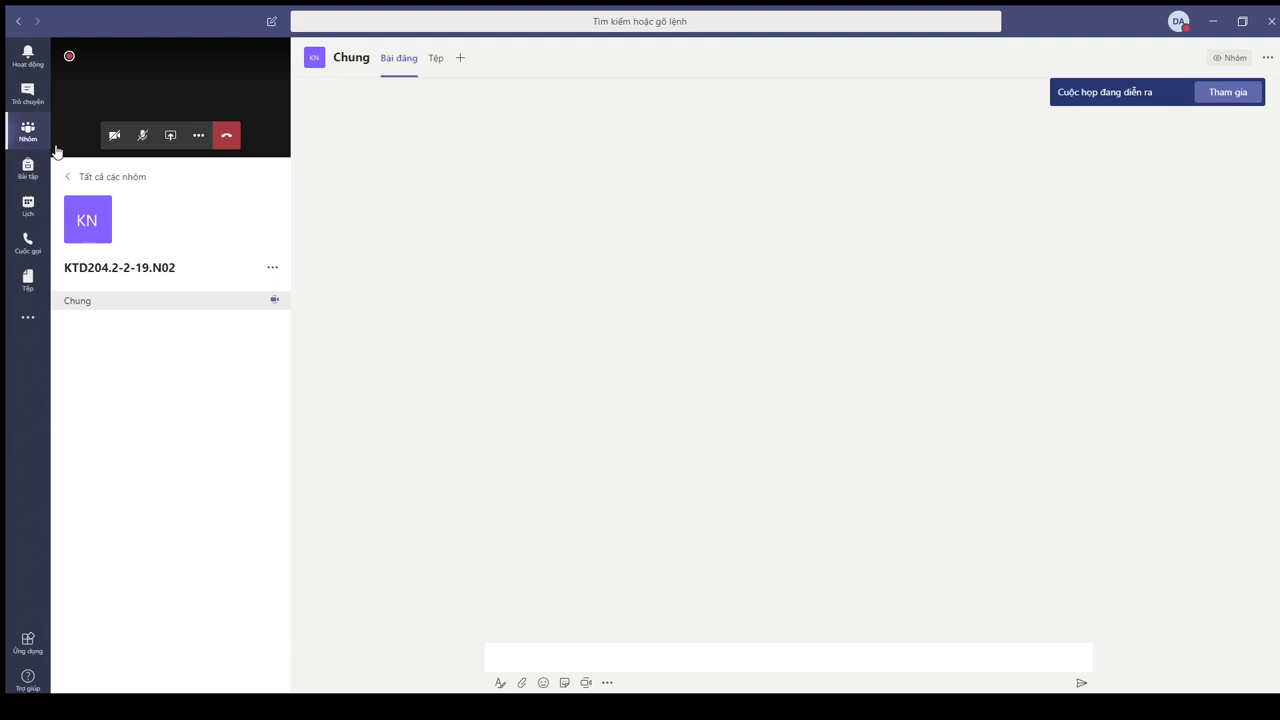 Tìm kiếm hoặc gõ lệnh
DA
Hoạt động
Trò chuyện
Nhóm
Bài tập
Lịch
Cuộc gọi
Tệp
Ứng dụng
Trợ giúp
Tất cả các nhóm
KN
KTD204.2-2-19.N02
Chung
KN
Chung
Bài đăng
Tệp
Nhóm
Cuộc họp đang diễn ra
Tham gia